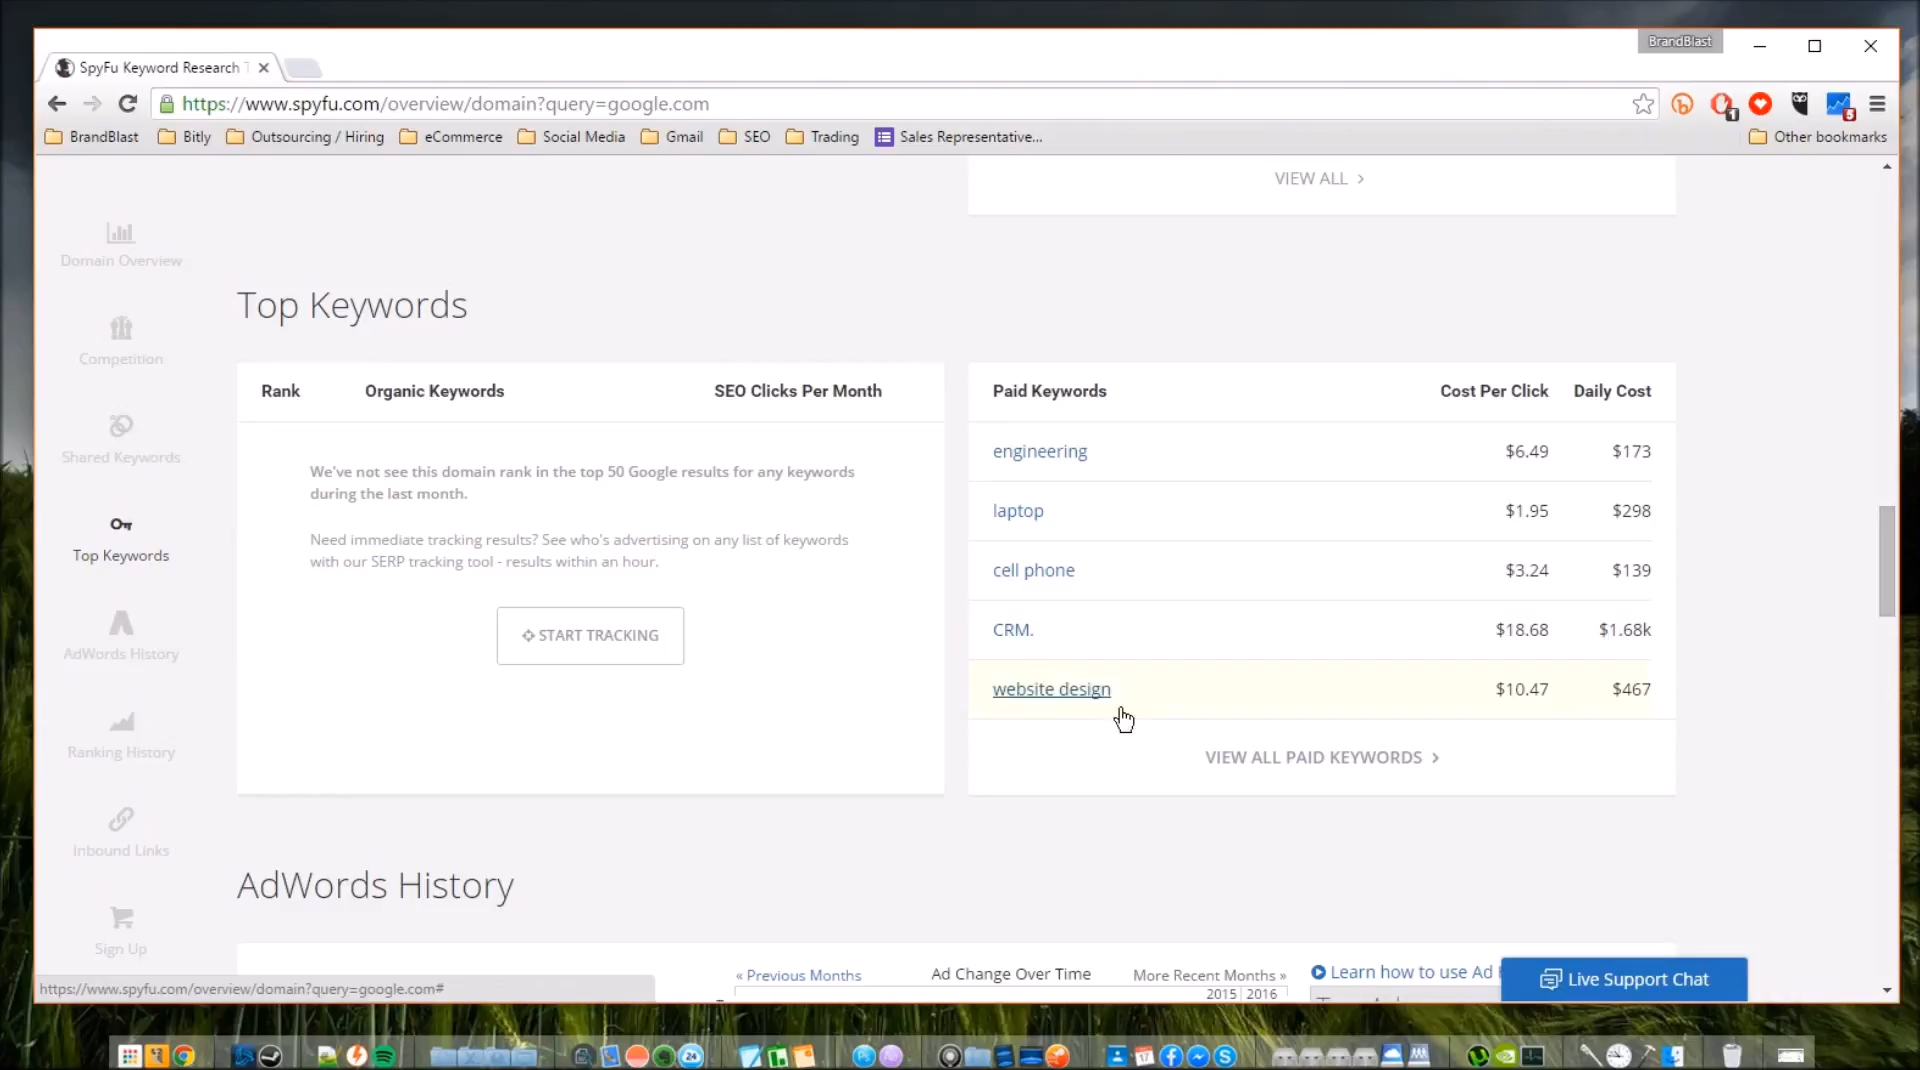 BrandBlast
SpyFu Keyword Research T
https://www.spyfu.com/overview/domain?query=google.com
1
5
BrandBlast Bitly Outsourcing / Hiring eCommerce Social Media Gmail SEO Trading Sales Representative... Other bookmarks
VIEW ALL >
Domain Overview
Competition
Shared Keywords
Top Keywords
AdWords History
Ranking History
Inbound Links
Sign Up
Top Keywords
Rank Organic Keywords SEO Clicks Per Month
We've not see this domain rank in the top 50 Google results for any keywords
during the last month.
Need immediate tracking results? See who's advertising on any list of keywords
with our SERP tracking tool - results within an hour.
START TRACKING
Paid Keywords Cost Per Click Daily Cost
engineering $6.49 $173
laptop $1.95 $298
cell phone $3.24 $139
CRM. $18.68 $1.68k
website design $10.47 $467
VIEW ALL PAID KEYWORDS >
AdWords History
« Previous Months Ad Change Over Time More Recent Months »
2015 2016
Learn how to use Ad
Live Support Chat
https://www.spyfu.com/overview/domain?query=google.com#
24
17